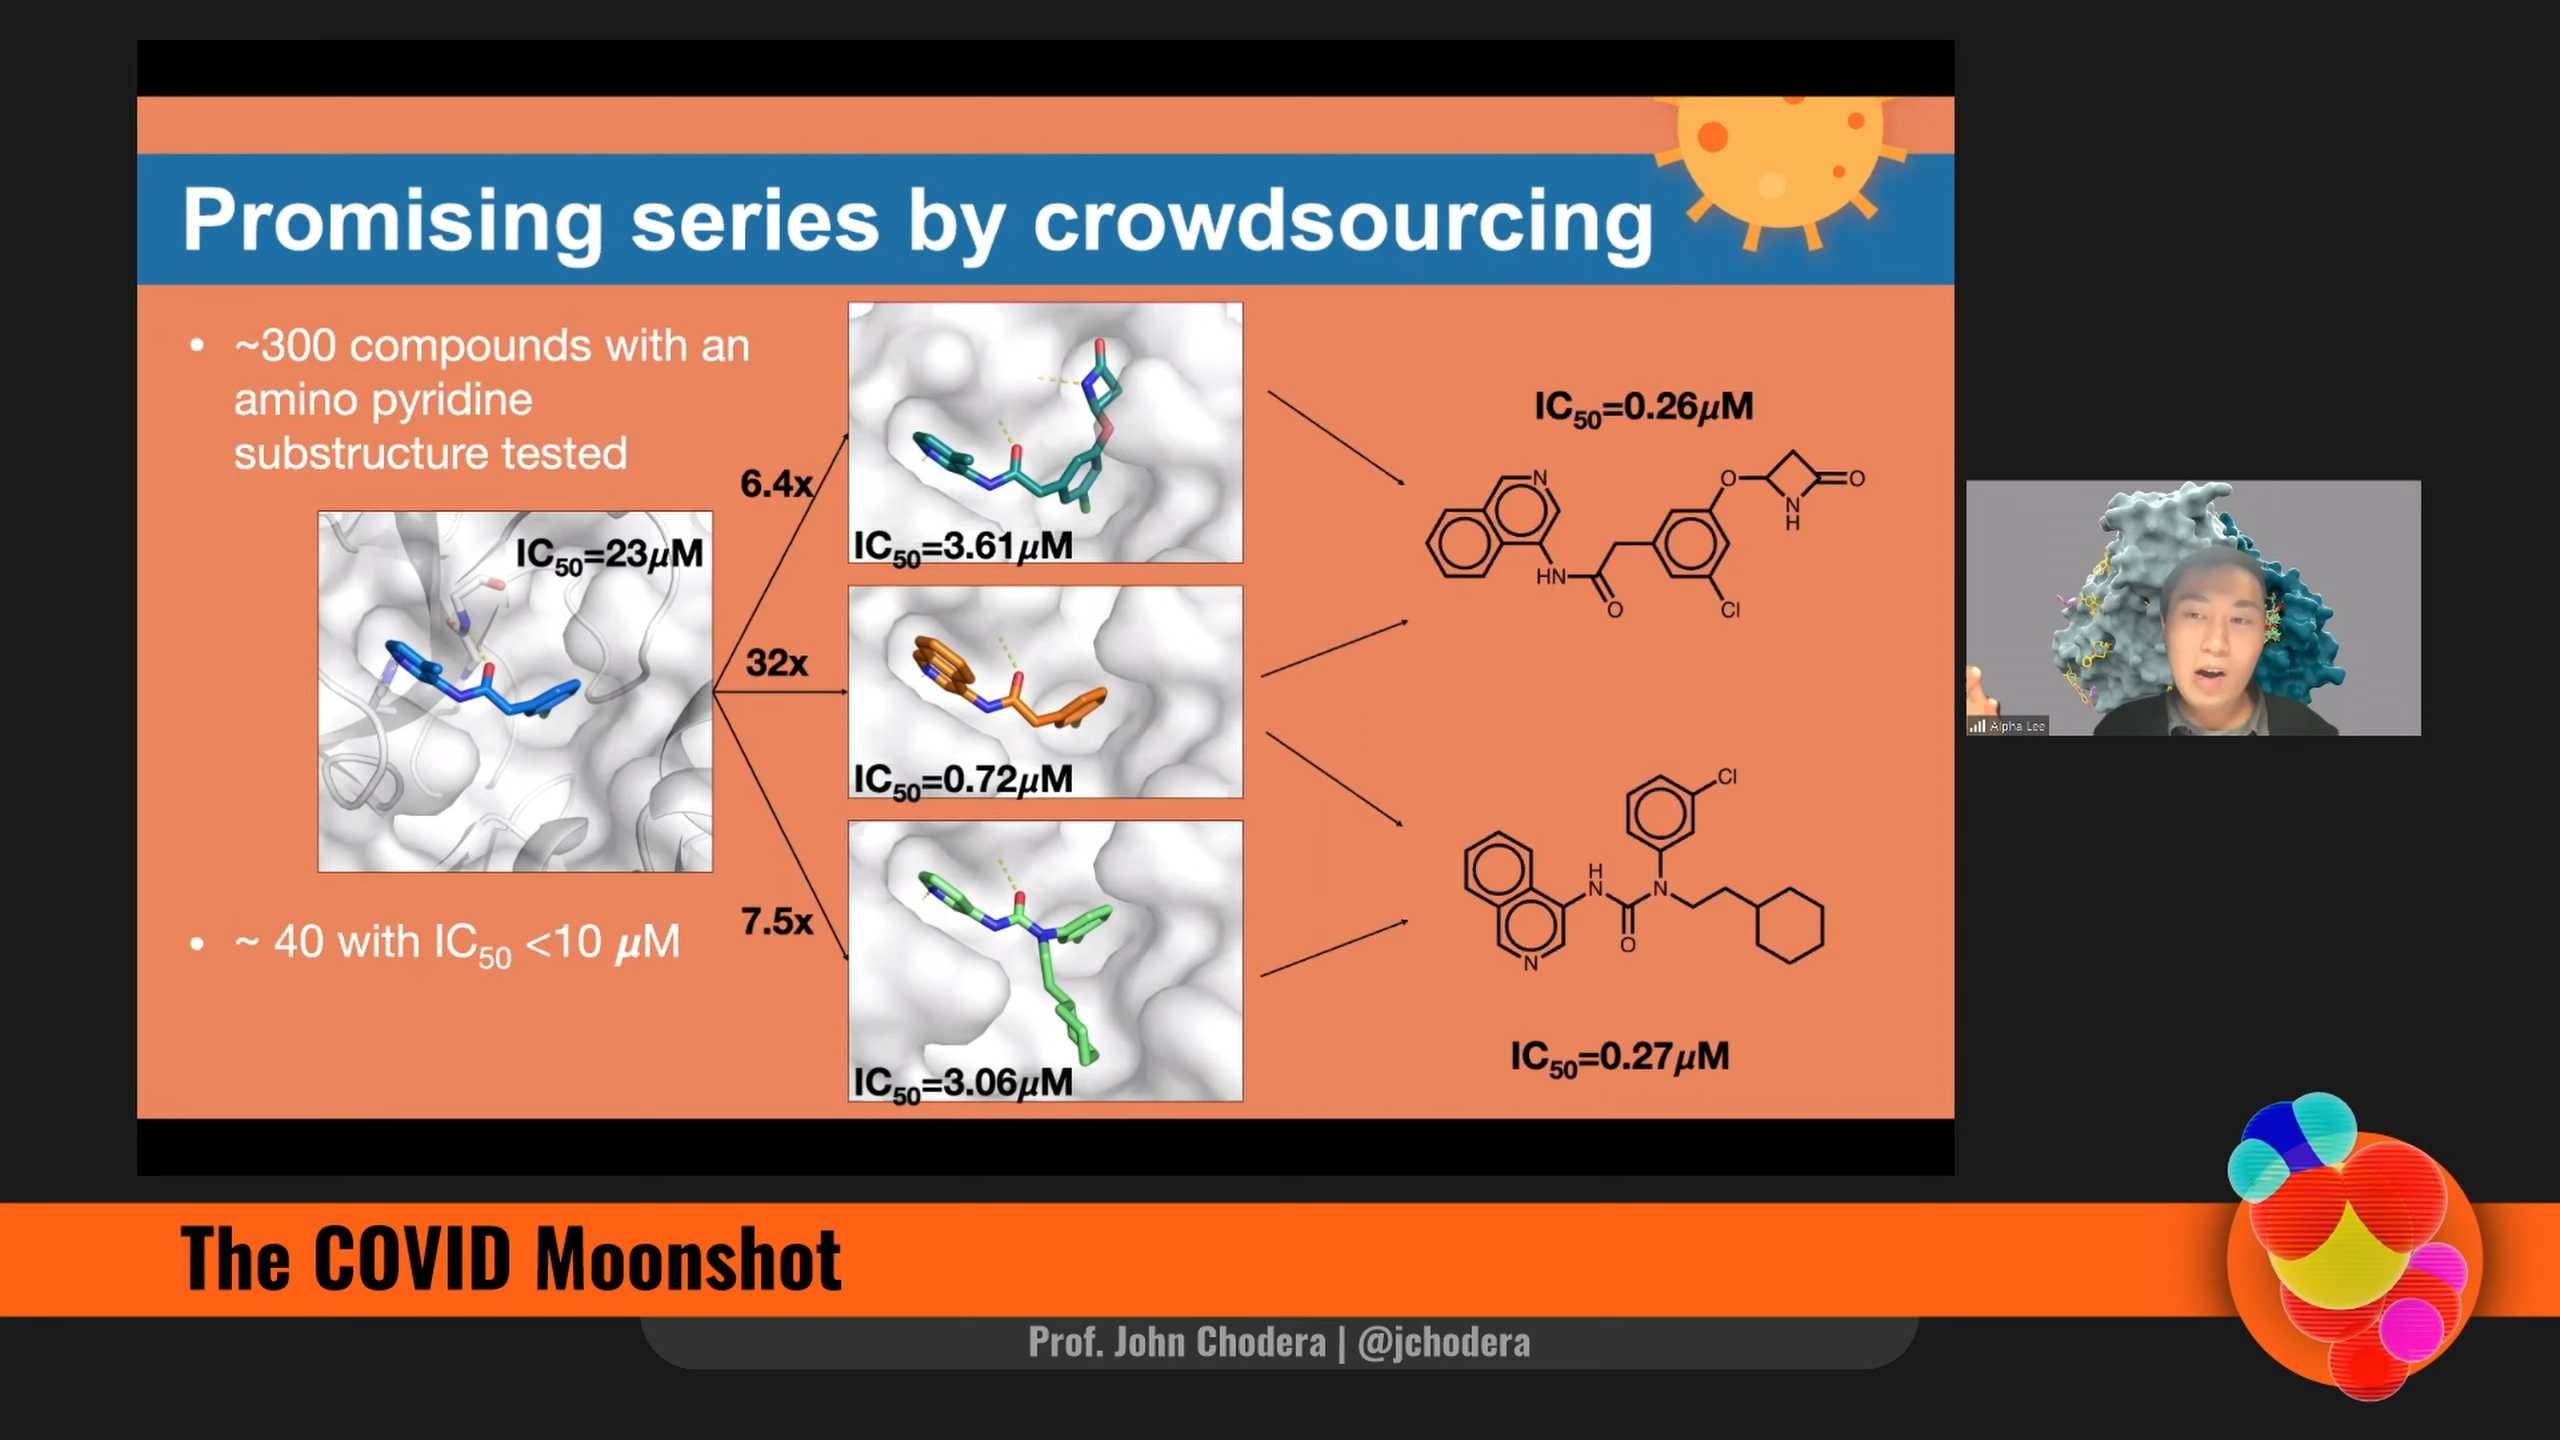 Promising series by crowdsourcing
• ~300 compounds with an
amino pyridine
substructure tested
IC50=23μM
• ~ 40 with IC50 <10 μM
6.4x
32x
7.5x
IC50=3.61μM
IC50=0.72μM
IC50=3.06μM
IC50=0.26μM
N
O
O
N
H
HN
O
Cl
Cl
H
N
N
O
N
IC50=0.27μM
Alpha Lee
The COVID Moonshot
Prof. John Chodera | @jchodera